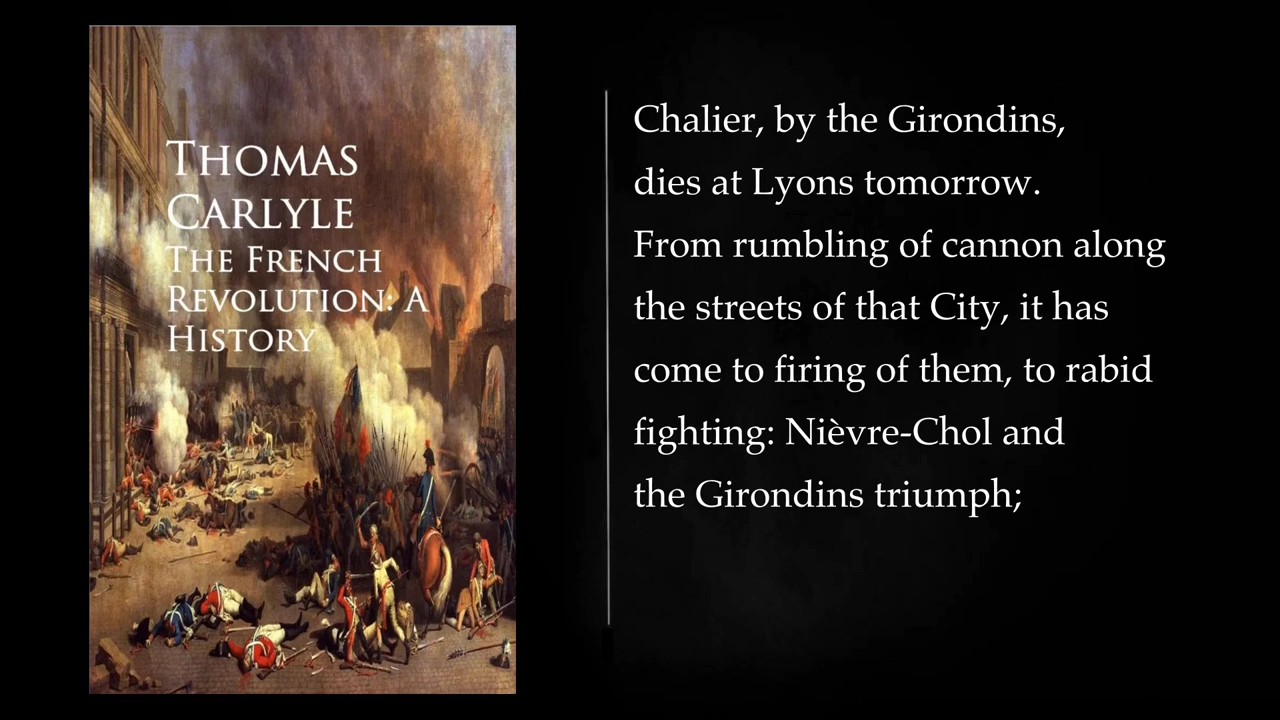 THOMAS
CARLYLE
THE FRENCH
REVOLUTION: A
HISTORY
Chalier, by the Girondins,
dies at Lyons tomorrow.
From rumbling of cannon along
the streets of that City, it has
come to firing of them, to rabid
fighting: Nièvre-Chol and
the Girondins triumph;